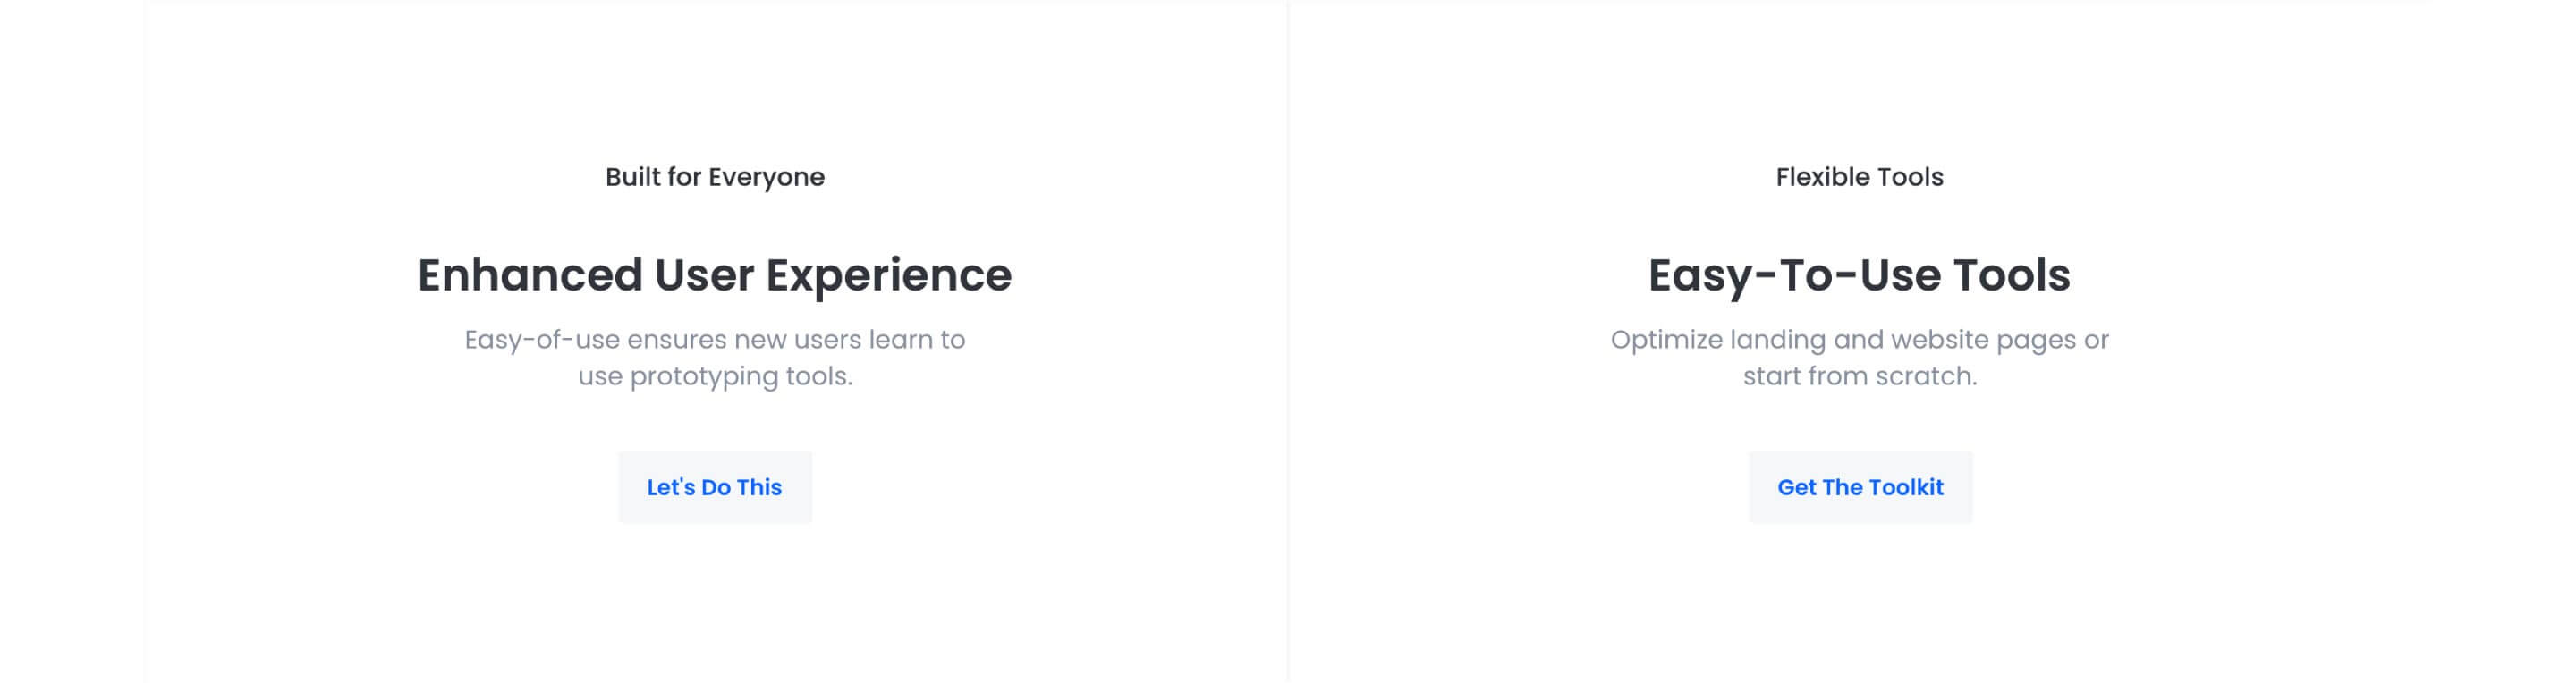 Built for Everyone
Enhanced User Experience
Easy-of-use ensures new users learn to
use prototyping tools.
Let's Do This
Flexible Tools
Easy-To-Use Tools
Optimize landing and website pages or
start from scratch.
Get The Toolkit